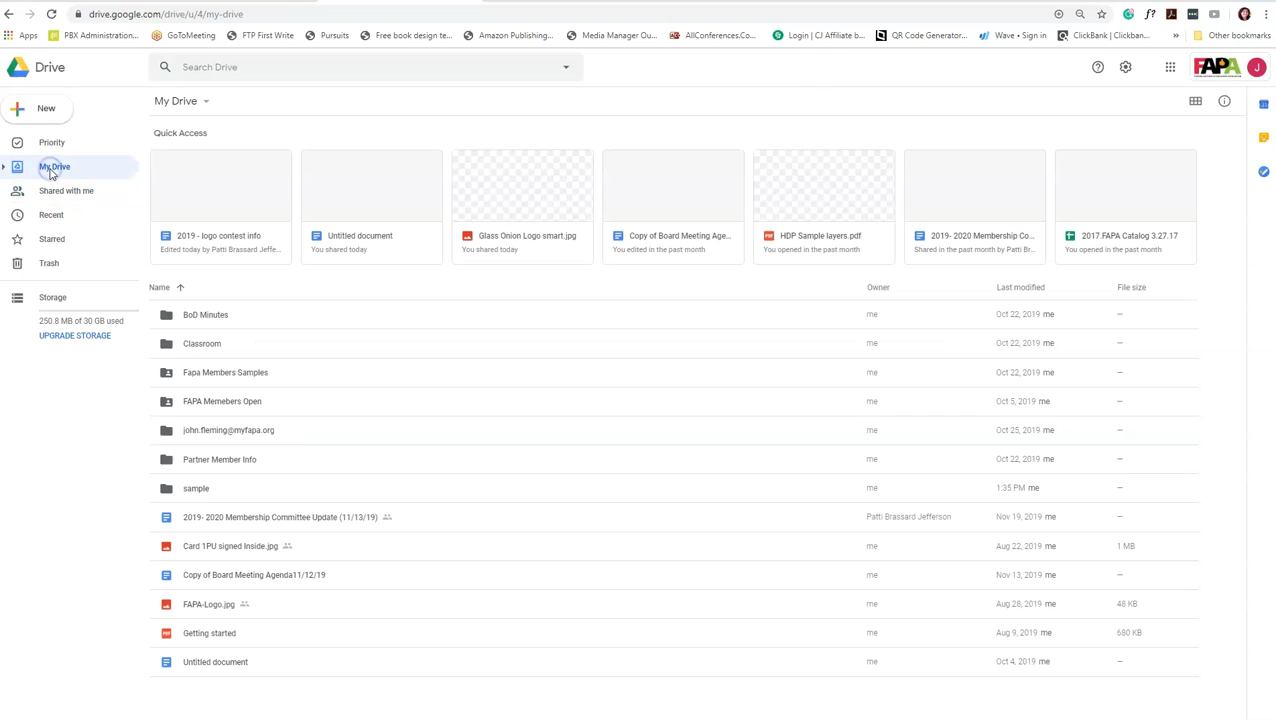 drive.google.com/drive/u/4/my-drive
Apps PBX Administration... GoToMeeting FTP First Write Pursuits Free book design te... Amazon Publishing... Media Manager Ou... AllConferences.Co... Login | CJ Affiliate b... QR Code Generator... Wave • Sign in ClickBank | Clickban... » Other bookmarks
Drive
Search Drive
FAPA
J
New
My Drive
Quick Access
Priority
My Drive
Shared with me
Recent
Starred
Trash
Storage
250.8 MB of 30 GB used
UPGRADE STORAGE
2019 - logo contest info
Edited today by Patti Brassard Jeffe...
Untitled document
You shared today
Glass Onion Logo smart.jpg
You shared today
Copy of Board Meeting Age...
You edited in the past month
PDF HDP Sample layers.pdf
You opened in the past month
2019- 2020 Membership Co...
Shared in the past month by Patti Br...
2017.FAPA Catalog 3.27.17
You opened in the past month
Name Owner Last modified File size
BoD Minutes me Oct 22, 2019 me —
Classroom me Oct 22, 2019 me —
Fapa Members Samples me Oct 22, 2019 me —
FAPA Memebers Open me Oct 5, 2019 me —
john.fleming@myfapa.org me Oct 25, 2019 me —
Partner Member Info me Oct 22, 2019 me —
sample me 1:35 PM me —
2019- 2020 Membership Committee Update (11/13/19) Patti Brassard Jefferson Nov 19, 2019 me —
Card 1PU signed Inside.jpg me Aug 22, 2019 me 1 MB
Copy of Board Meeting Agenda11/12/19 me Nov 13, 2019 me —
FAPA-Logo.jpg me Aug 28, 2019 me 48 KB
PDF Getting started me Aug 9, 2019 me 680 KB
Untitled document me Oct 4, 2019 me —